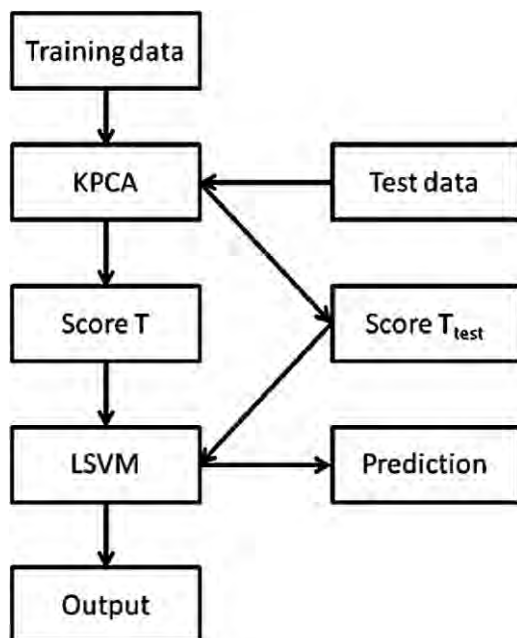 Training data
KPCA
Test data
Score T
Score T_test
LSVM
Prediction
Output